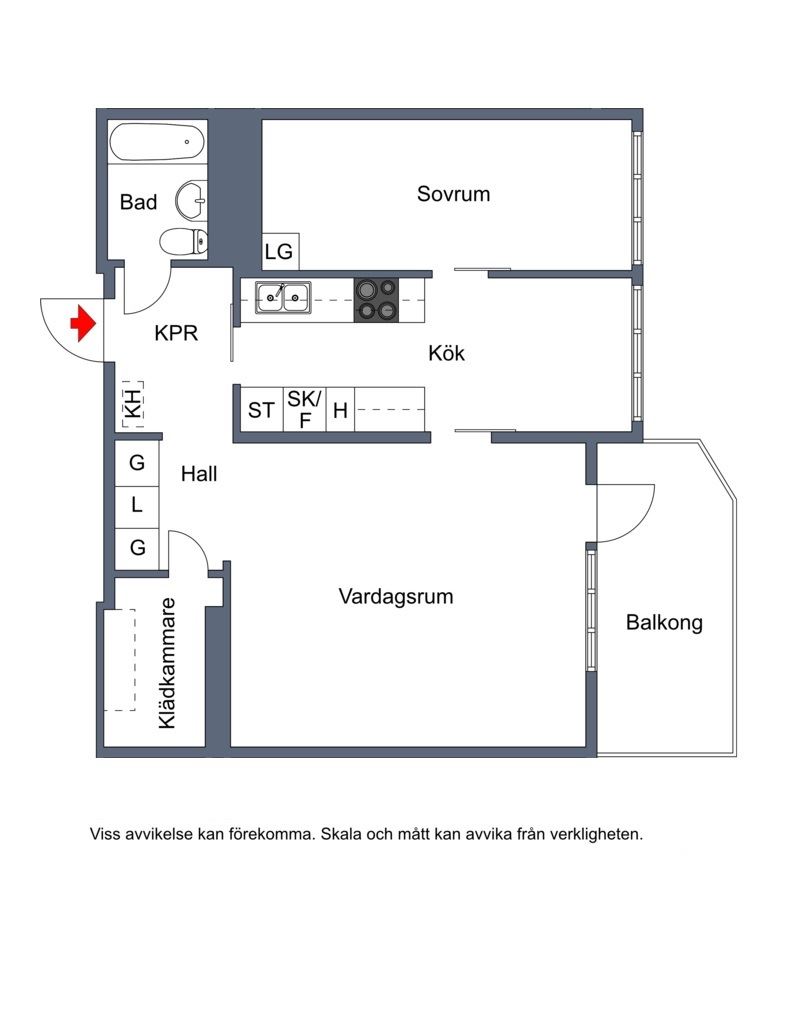 Bad
Sovrum
LG
KPR
Kök
KH
ST
SK/
F
H
G
Hall
L
G
Vardagsrum
Klädkammare
Balkong
Viss avvikelse kan förekomma. Skala och mått kan avvika från verkligheten.